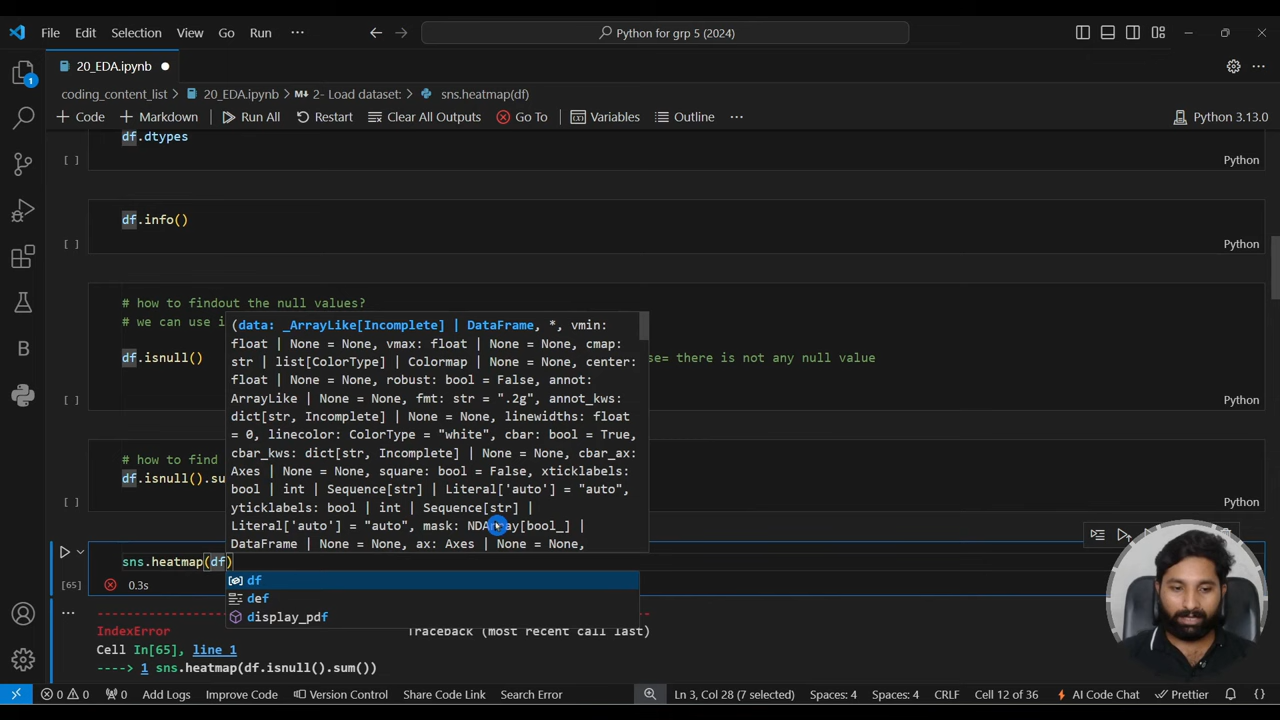 File Edit Selection View Go Run ··· Python for grp 5 (2024)
20_EDA.ipynb
coding_content_list > 20_EDA.ipynb > M↓ 2- Load dataset: > sns.heatmap(df)
+ Code + Markdown Run All Restart Clear All Outputs Go To Variables Outline ··· Python 3.13.0
df.dtypes
[ ] Python
df.info()
[ ] Python
# how to findout the null values?
# we can use i
df.isnull() se= there is not any null value
[ ] Python
# how to find
df.isnull().su
[ ] Python
(data: _ArrayLike[Incomplete] | DataFrame, *, vmin:
float | None = None, vmax: float | None = None, cmap:
str | list[ColorType] | Colormap | None = None, center:
float | None = None, robust: bool = False, annot:
ArrayLike | None = None, fmt: str = ".2g", annot_kws:
dict[str, Incomplete] | None = None, linewidths: float
= 0, linecolor: ColorType = "white", cbar: bool = True,
cbar_kws: dict[str, Incomplete] | None = None, cbar_ax:
Axes | None = None, square: bool = False, xticklabels:
bool | int | Sequence[str] | Literal['auto'] = "auto",
yticklabels: bool | int | Sequence[str] |
Literal['auto'] = "auto", mask: NDArray[bool_] |
DataFrame | None = None, ax: Axes | None = None,
sns.heatmap(df)
[65] 0.3s
df
def
display_pdf
---------------------------------------------------------------------------
IndexError Traceback (most recent call last)
Cell In[65], line 1
----> 1 sns.heatmap(df.isnull().sum())
0 0 0 Add Logs Improve Code Version Control Share Code Link Search Error Ln 3, Col 28 (7 selected) Spaces: 4 Spaces: 4 CRLF Cell 12 of 36 AI Code Chat Prettier